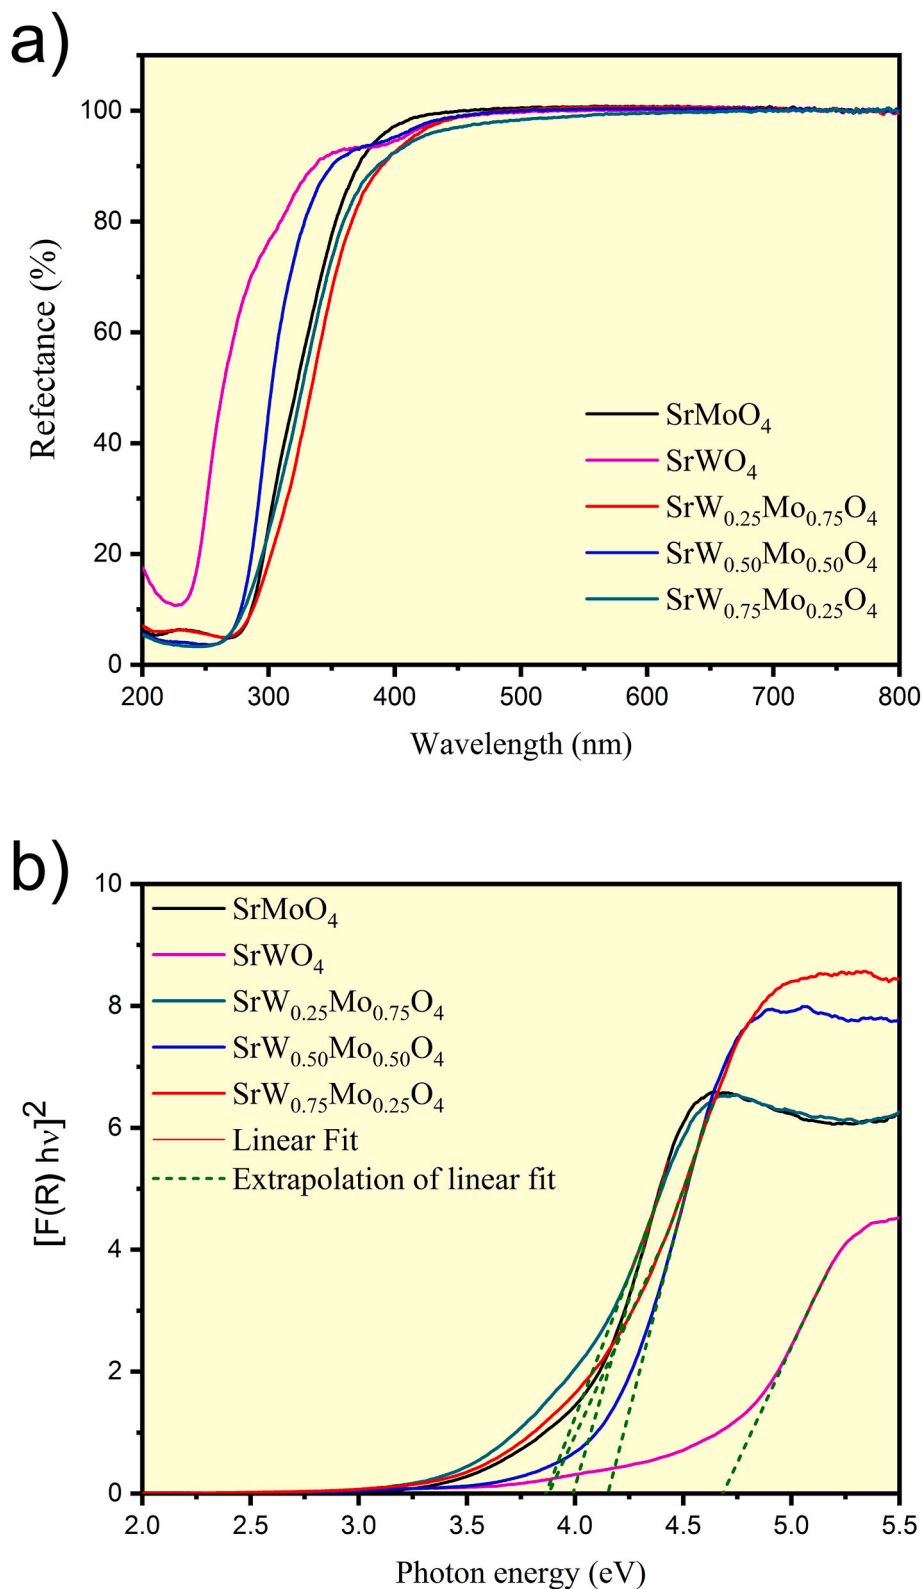 a)
100
80
60
40
20
0
Refectance (%)
SrMoO₄
SrWO₄
SrW₀.₂₅Mo₀.₇₅O₄
SrW₀.₅₀Mo₀.₅₀O₄
SrW₀.₇₅Mo₀.₂₅O₄
200 300 400 500 600 700 800
Wavelength (nm)
b)
10
8
6
4
2
0
[F(R) hν]²
SrMoO₄
SrWO₄
SrW₀.₂₅Mo₀.₇₅O₄
SrW₀.₅₀Mo₀.₅₀O₄
SrW₀.₇₅Mo₀.₂₅O₄
Linear Fit
Extrapolation of linear fit
2.0 2.5 3.0 3.5 4.0 4.5 5.0 5.5
Photon energy (eV)